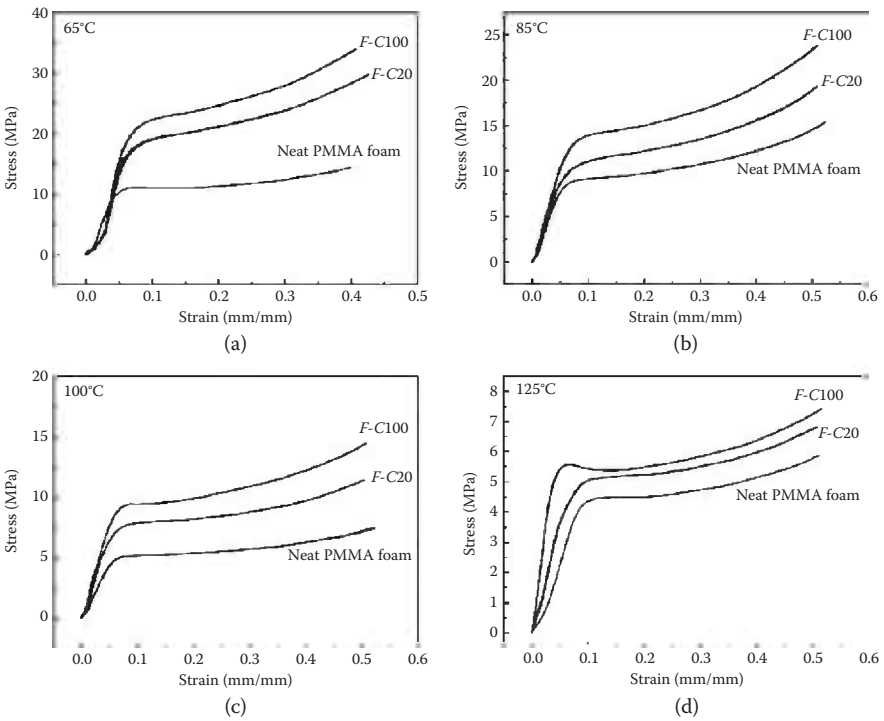 40
65°C
F-C100
30
F-C20
Stress (MPa)
20
Neat PMMA foam
10
0
0.0 0.1 0.2 0.3 0.4 0.5
Strain (mm/mm)
(a)
25
85°C
F-C100
20
F-C20
Stress (MPa)
15
10
Neat PMMA foam
5
0
0.0 0.1 0.2 0.3 0.4 0.5 0.6
Strain (mm/mm)
(b)
20
100°C
F-C100
15
Stress (MPa)
F-C20
10
5
Neat PMMA foam
0
0.0 0.1 0.2 0.3 0.4 0.5 0.6
Strain (mm/mm)
(c)
8
125°C
F-C100
7
F-C20
6
Stress (MPa)
5
Neat PMMA foam
4
3
2
1
0
0.0 0.1 0.2 0.3 0.4 0.5 0.6
Strain (mm/mm)
(d)